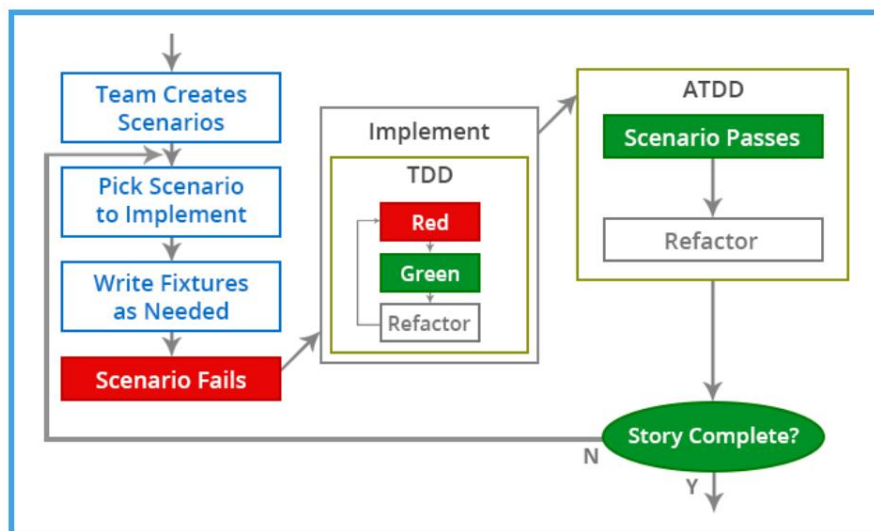 Team Creates
Scenarios
Pick Scenario
to Implement
Write Fixtures
as Needed
Scenario Fails
Implement
TDD
Red
Green
Refactor
ATDD
Scenario Passes
Refactor
Story Complete?
N
Y